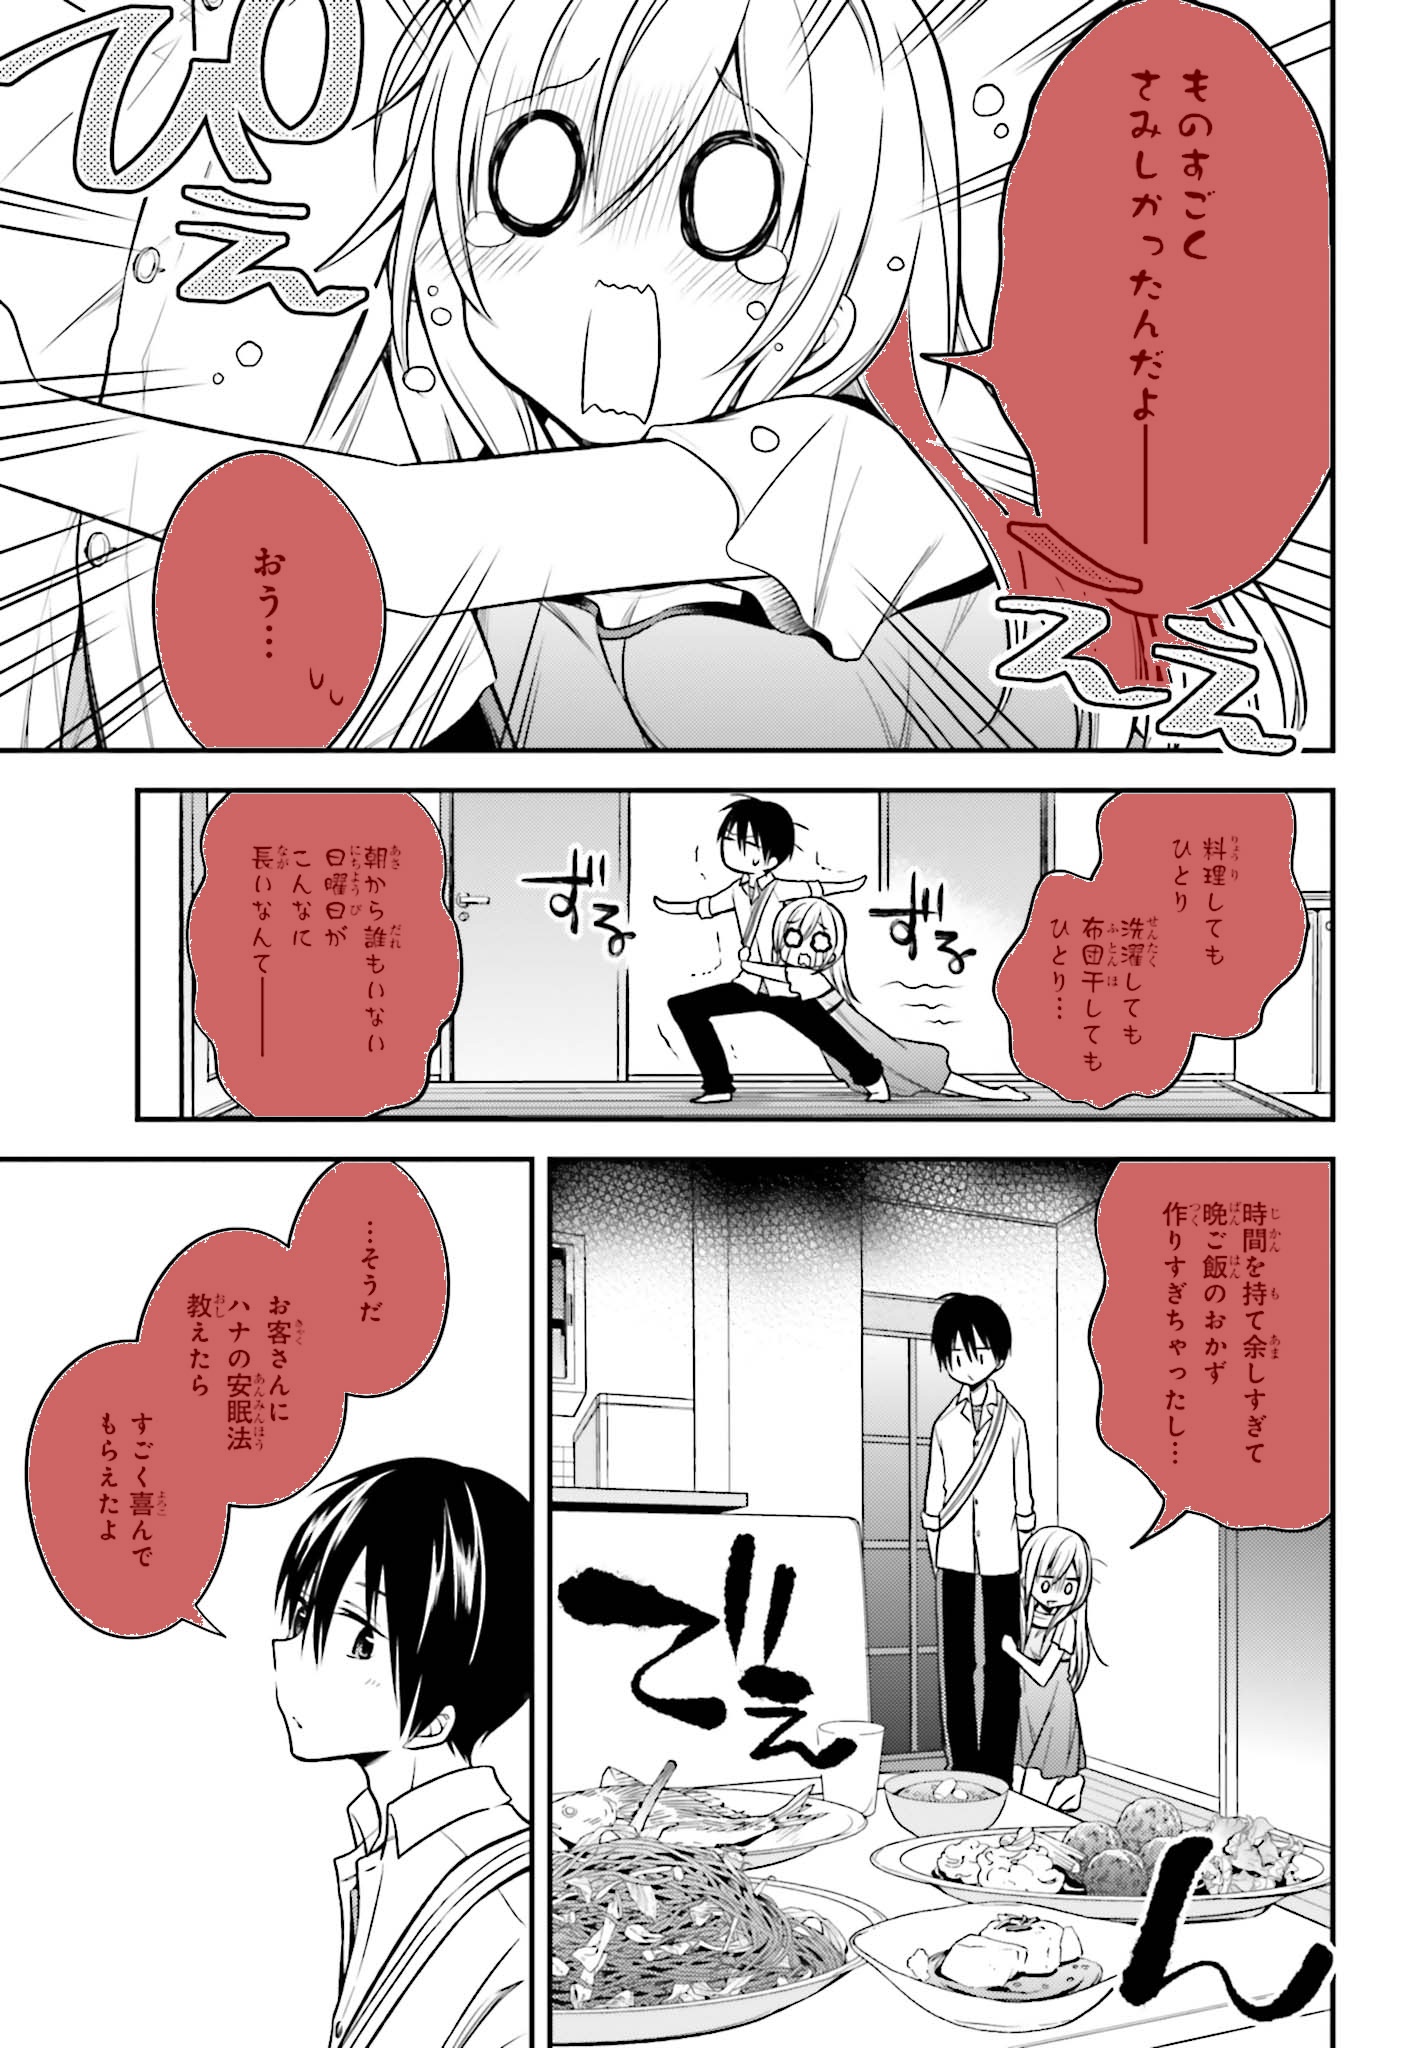 ものすごく
さみしかったんだよ——
ぴえええ
おう…
料理しても
ひとり
洗濯しても
布団干しても
ひとり…
ずる
ずる
朝から誰もいない
日曜日が
こんなに
長いなんて——
時間を持て余しすぎて
晩ご飯のおかず
作りすぎちゃったし…
でぇん
…そうだ
お客さんに
ハナの安眠法
教えたら
すごく喜んで
もらえたよ